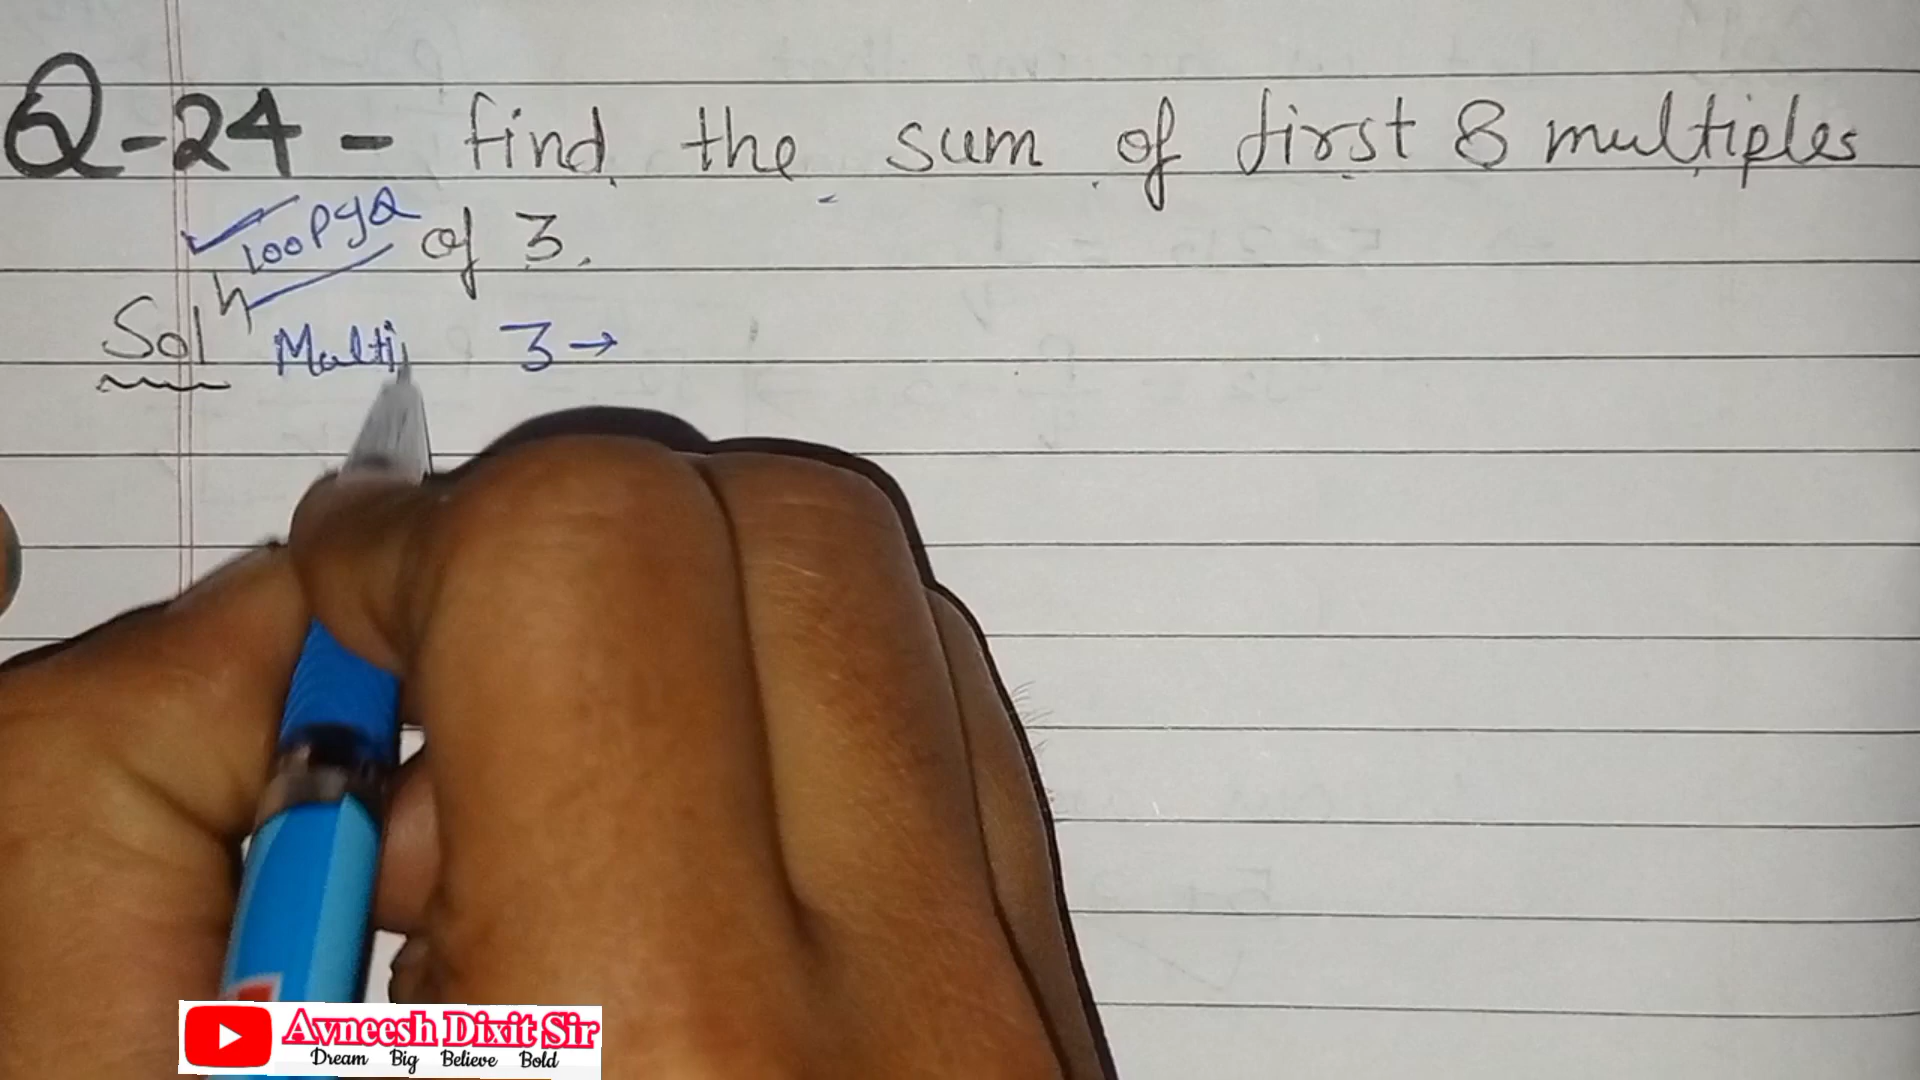 Q-24 - find the sum of first 8 multiples
100 PYQ of 3.
Sol Multi 3 →
Avneesh Dixit Sir
Dream Big Believe Bold